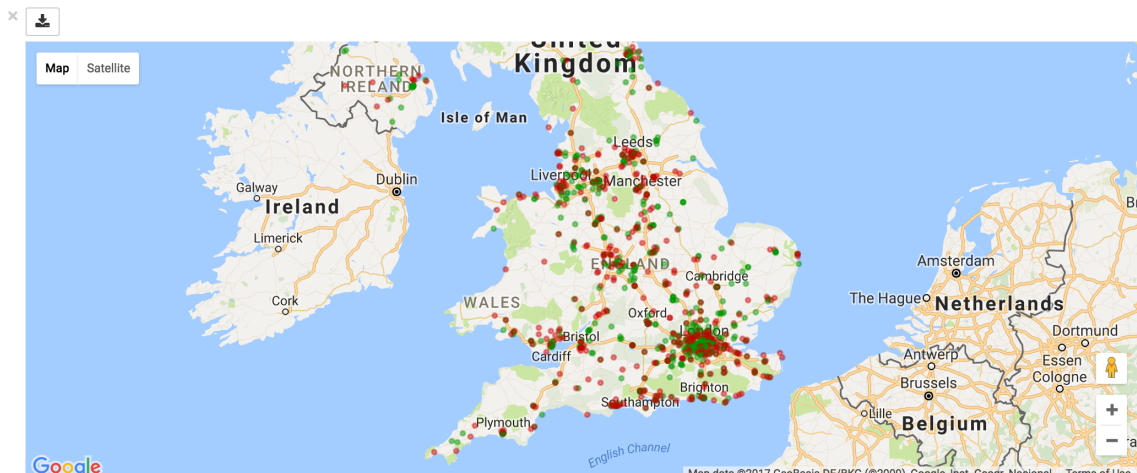 United
Kingdom
Map Satellite
NORTHERN
IRELAND
Isle of Man
Leeds
Dublin
Liverpool
Manchester
Galway
Ireland
Limerick
ENGLAND
Amsterdam
Cambridge
WALES
The Hague
Netherlands
Cork
Oxford
London
Dortmund
Bristol
Cardiff
Antwerp
Essen
Cologne
Brussels
Brighton
Southampton
Lille
Belgium
Plymouth
English Channel
Google
Map data ©2017 GeoBasis-DE/BKG (©2009), Google, Inst. Geogr. Nacional Terms of Use